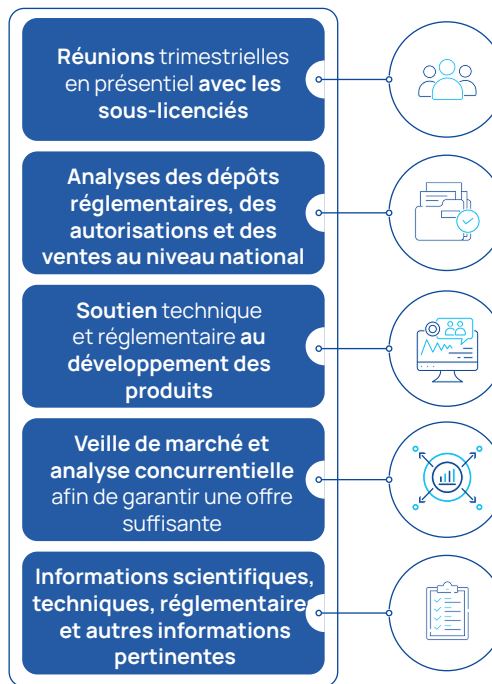 Réunions trimestrielles
en présentiel avec les
sous-licenciés
Analyses des dépôts
réglementaires, des
autorisations et des
ventes au niveau national
Soutien technique
et réglementaire au
développement des
produits
Veille de marché et
analyse concurrentielle
afin de garantir une offre
suffisante
Informations scientifiques,
techniques, réglementaires
et autres informations
pertinentes